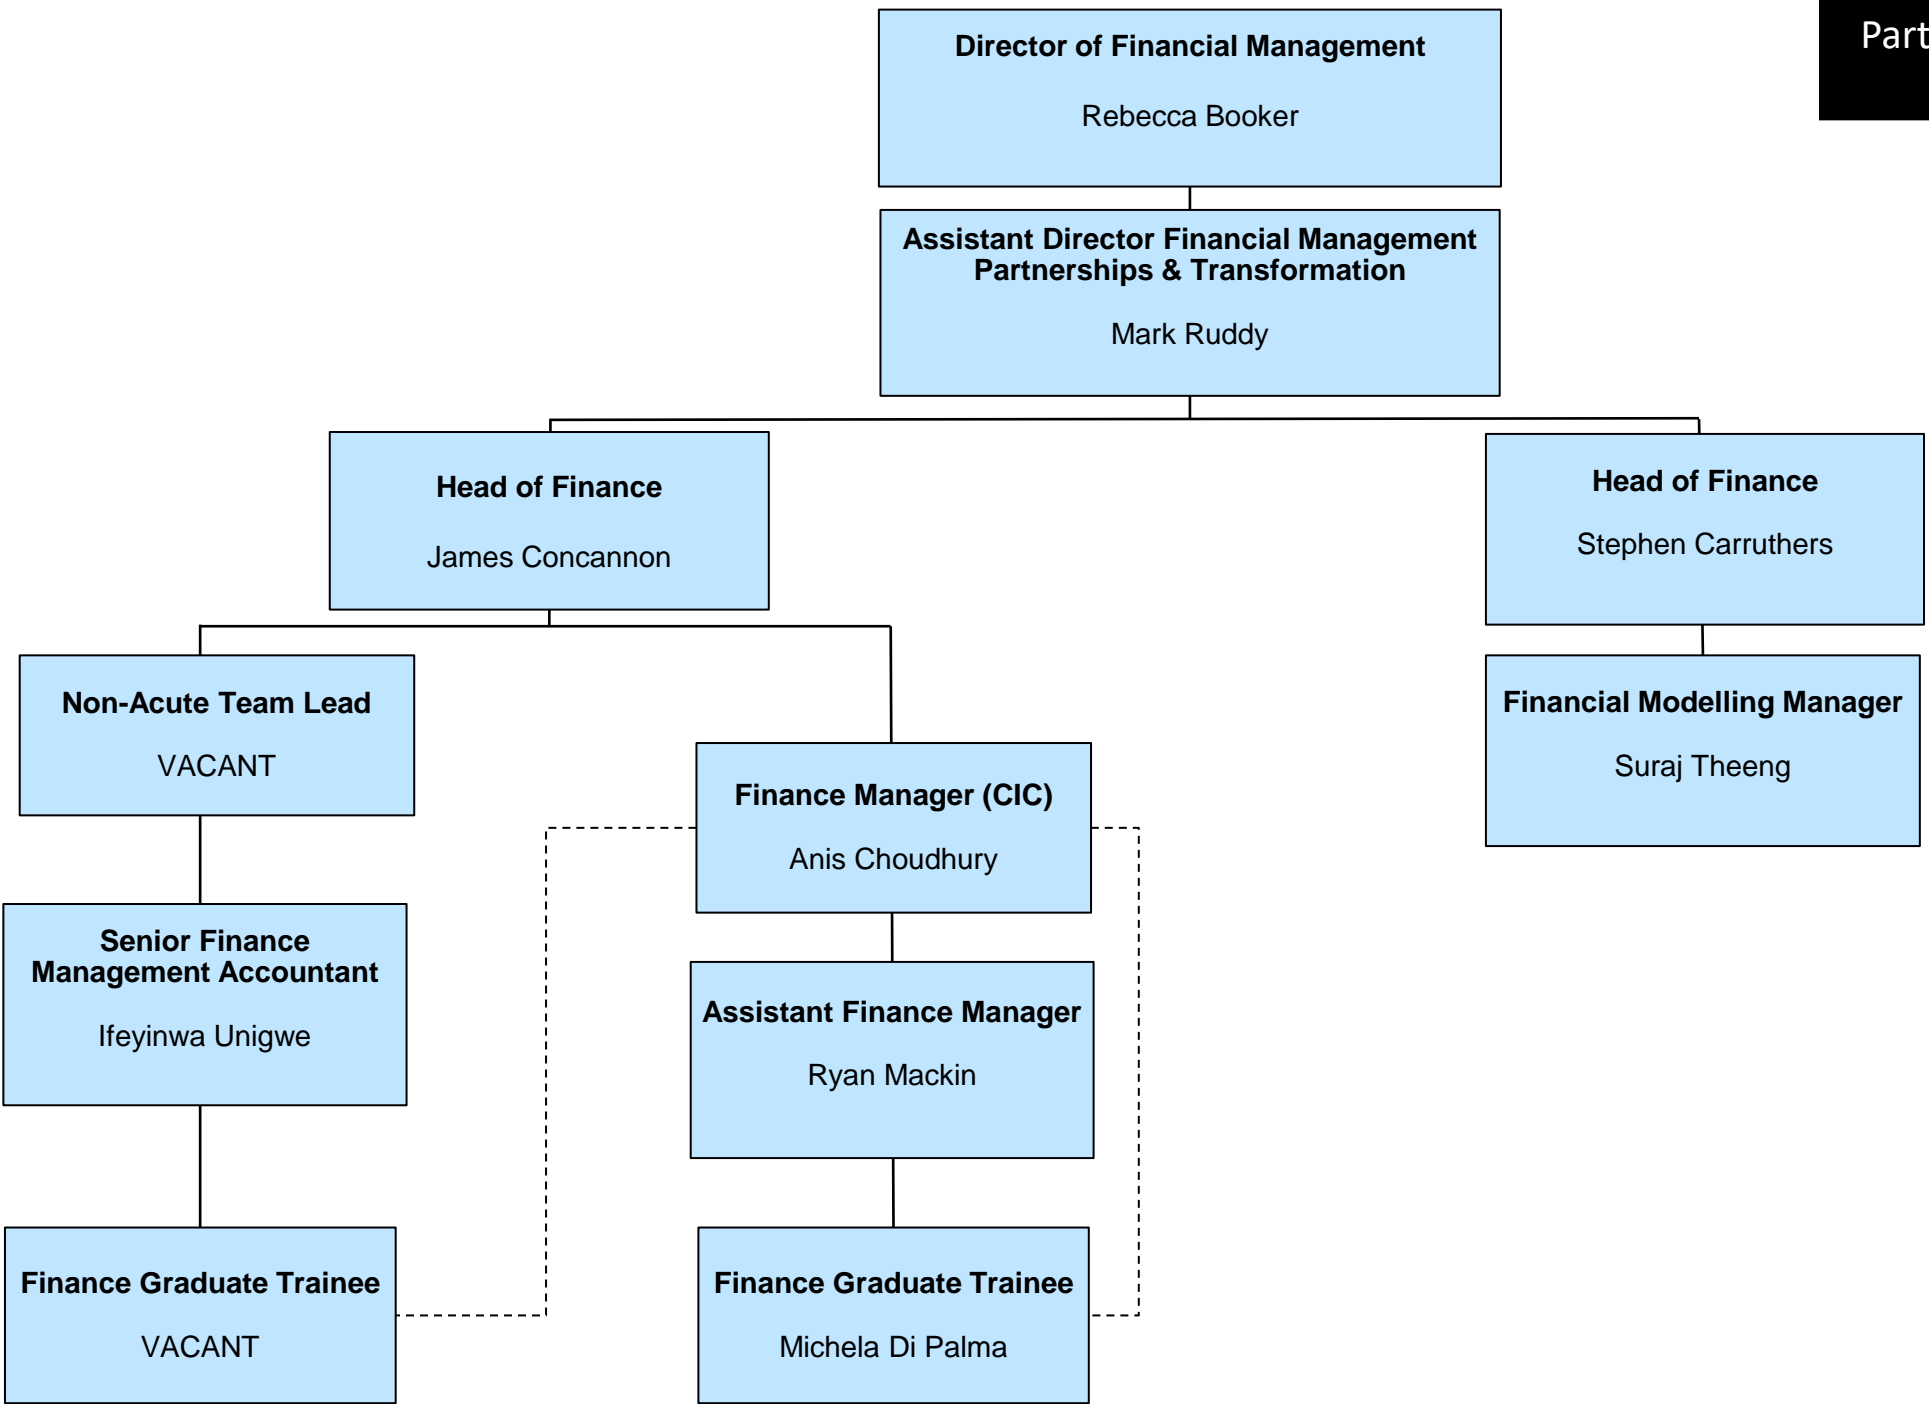 Director of Financial Management
Rebecca Booker
Part
Assistant Director Financial Management
Partnerships & Transformation
Mark Ruddy
Head of Finance
James Concannon
Head of Finance
Stephen Carruthers
Non-Acute Team Lead
VACANT
Finance Manager (CIC)
Anis Choudhury
Financial Modelling Manager
Suraj Theeng
Senior Finance
Management Accountant
Ifeyinwa Unigwe
Assistant Finance Manager
Ryan Mackin
Finance Graduate Trainee
VACANT
Finance Graduate Trainee
Michela Di Palma